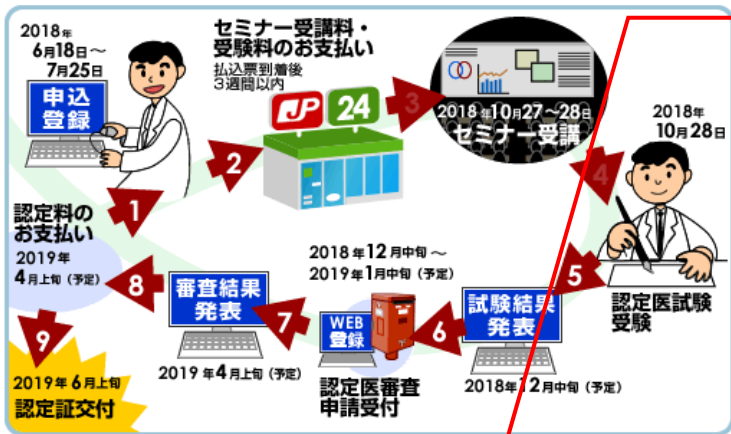 2018年
6月18日～
7月25日
申込
登録
1
2
セミナー受講料・
受験料のお支払い
払込票到着後
3週間以内
JP
24
3
2018年10月27～28日
セミナー受講
4
2018年
10月28日
認定医試験
受験
5
試験結果
発表
2018年12月中旬（予定）
6
2018年12月中旬～
2019年1月中旬（予定）
WEB
登録
認定医審査
申請受付
7
審査結果
発表
2019年4月上旬（予定）
8
認定料の
お支払い
2019年
4月上旬（予定）
9
2019年6月上旬
認定証交付